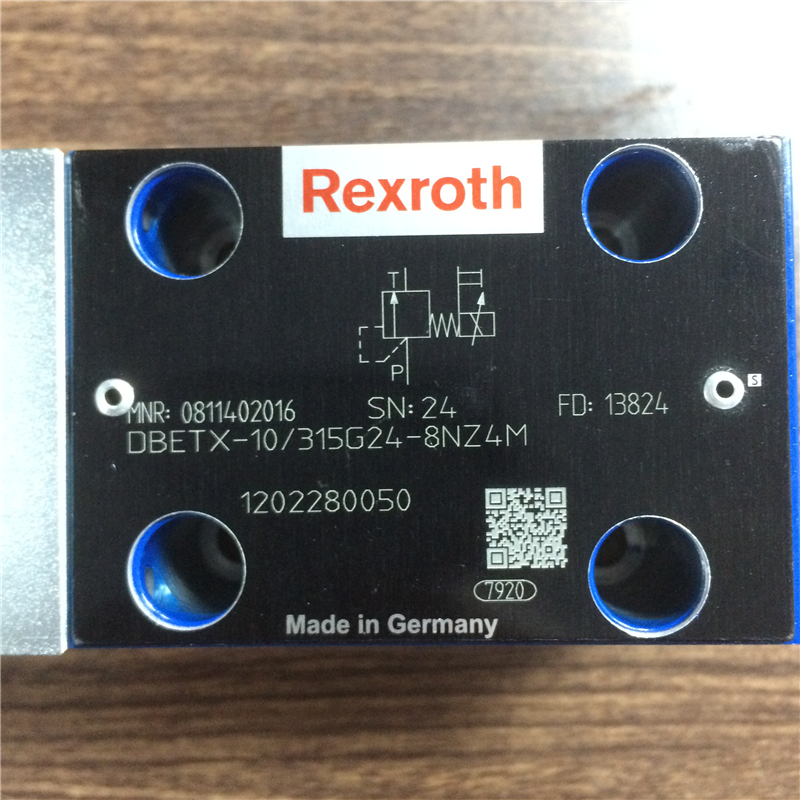 Rexroth
T
P
S
MNR: 0811402016 SN: 24 FD: 13824
DBETX-10/315G24-8NZ4M
1202280050
7920
Made in Germany